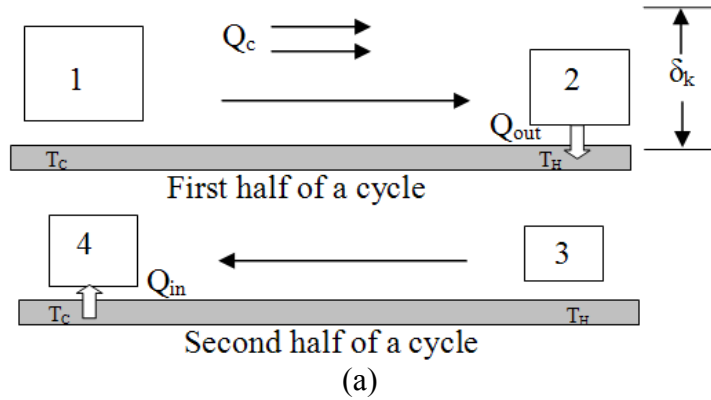 Q_c
1
2
δ_k
Q_out
T_C T_H
First half of a cycle
4
3
Q_in
T_C T_H
Second half of a cycle
(a)